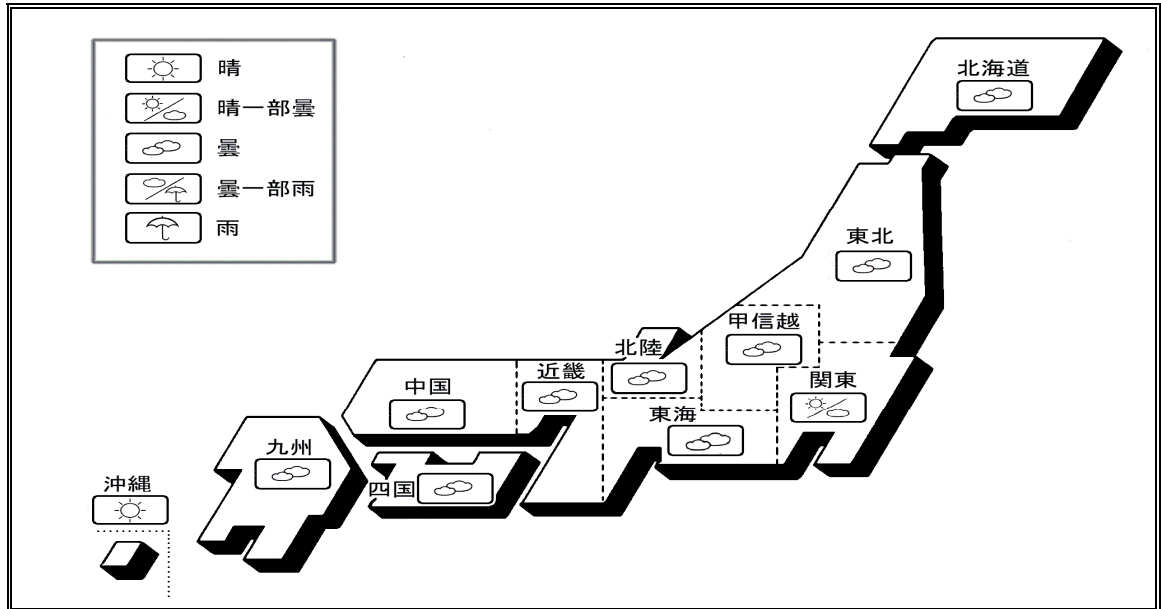 晴
晴一部曇
曇
曇一部雨
雨
北海道
東北
甲信越
北陸
関東
近畿
中国
東海
九州
四国
沖縄